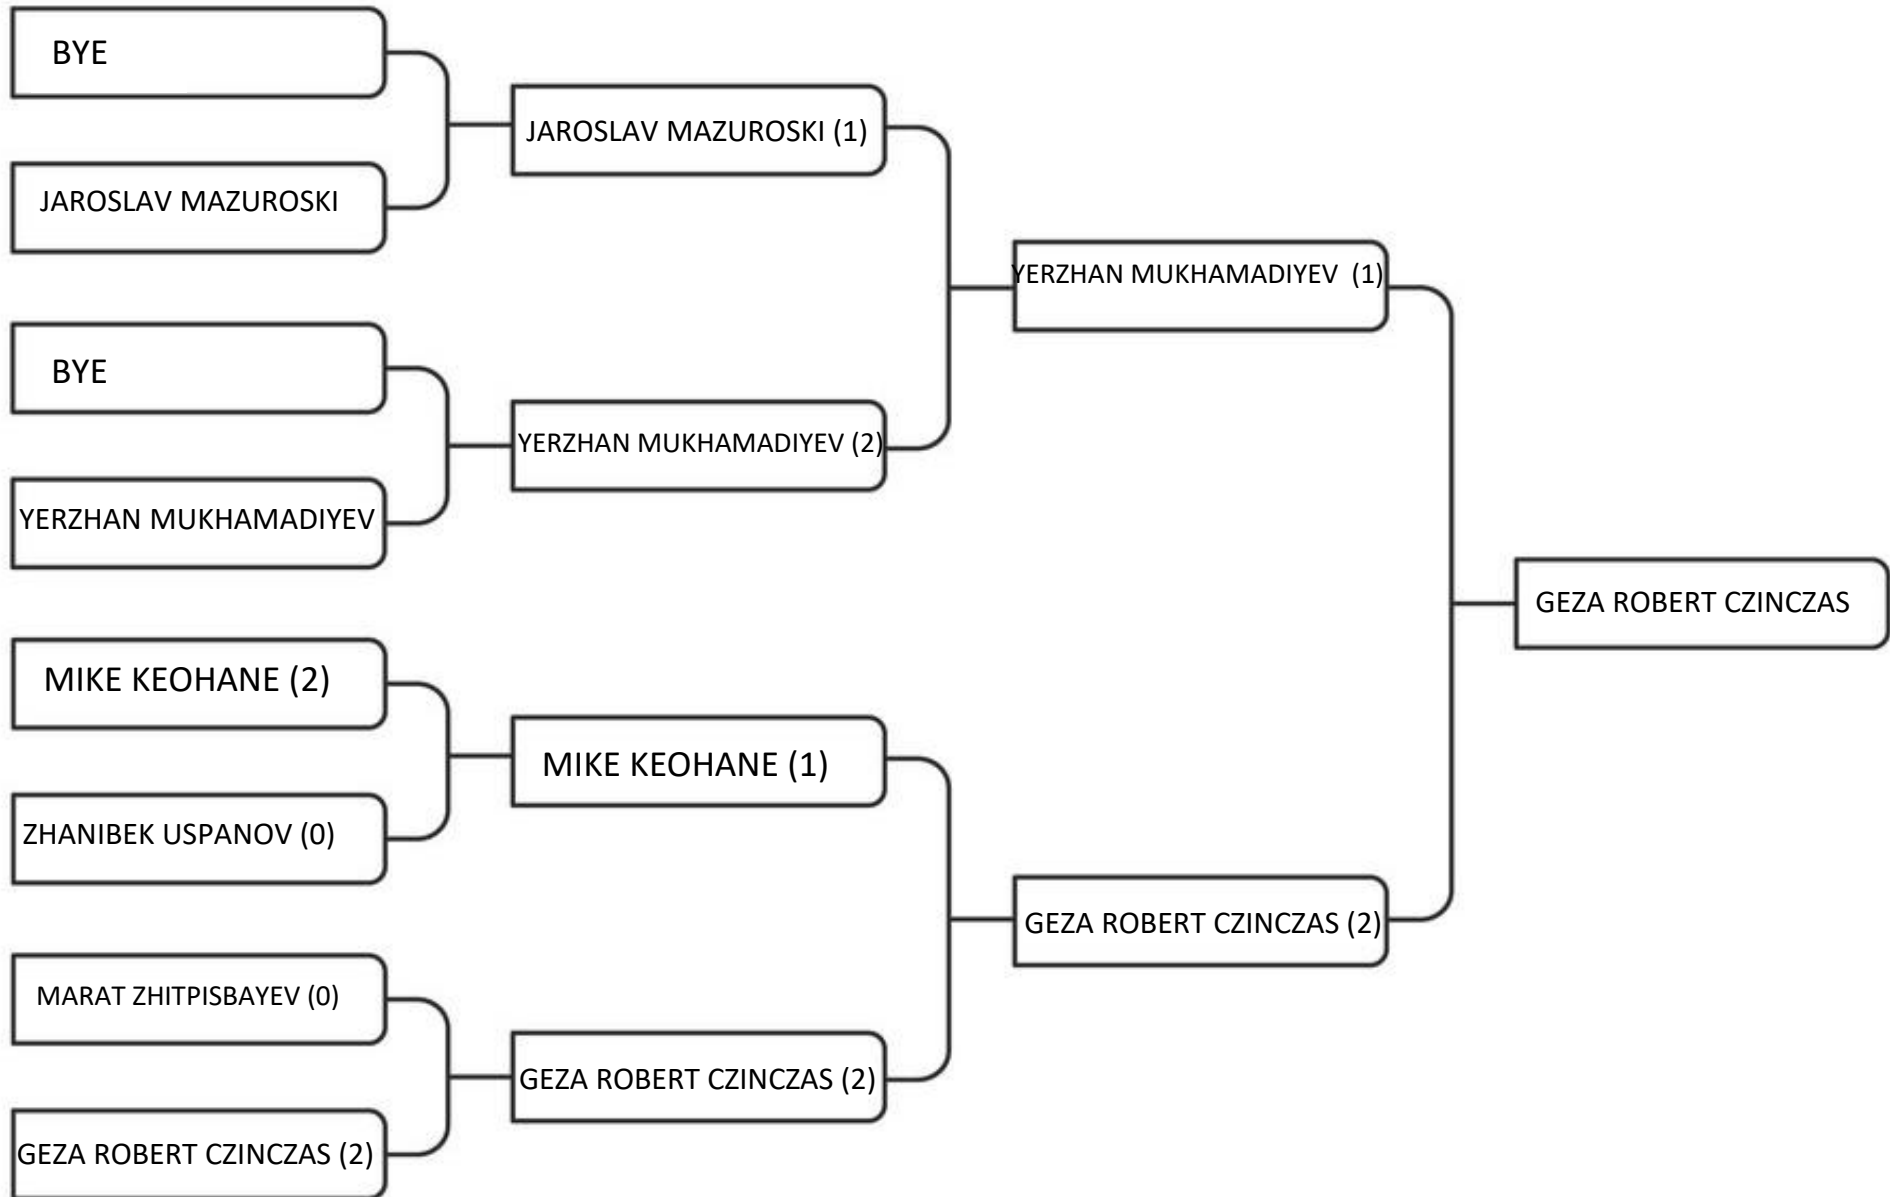 BYE
JAROSLAV MAZUROSKI
BYE
YERZHAN MUKHAMADIYEV
MIKE KEOHANE (2)
ZHANIBEK USPANOV (0)
MARAT ZHITPISBAYEV (0)
GEZA ROBERT CZINCZAS (2)
JAROSLAV MAZUROSKI (1)
YERZHAN MUKHAMADIYEV (2)
MIKE KEOHANE (1)
GEZA ROBERT CZINCZAS (2)
YERZHAN MUKHAMADIYEV (1)
GEZA ROBERT CZINCZAS (2)
GEZA ROBERT CZINCZAS